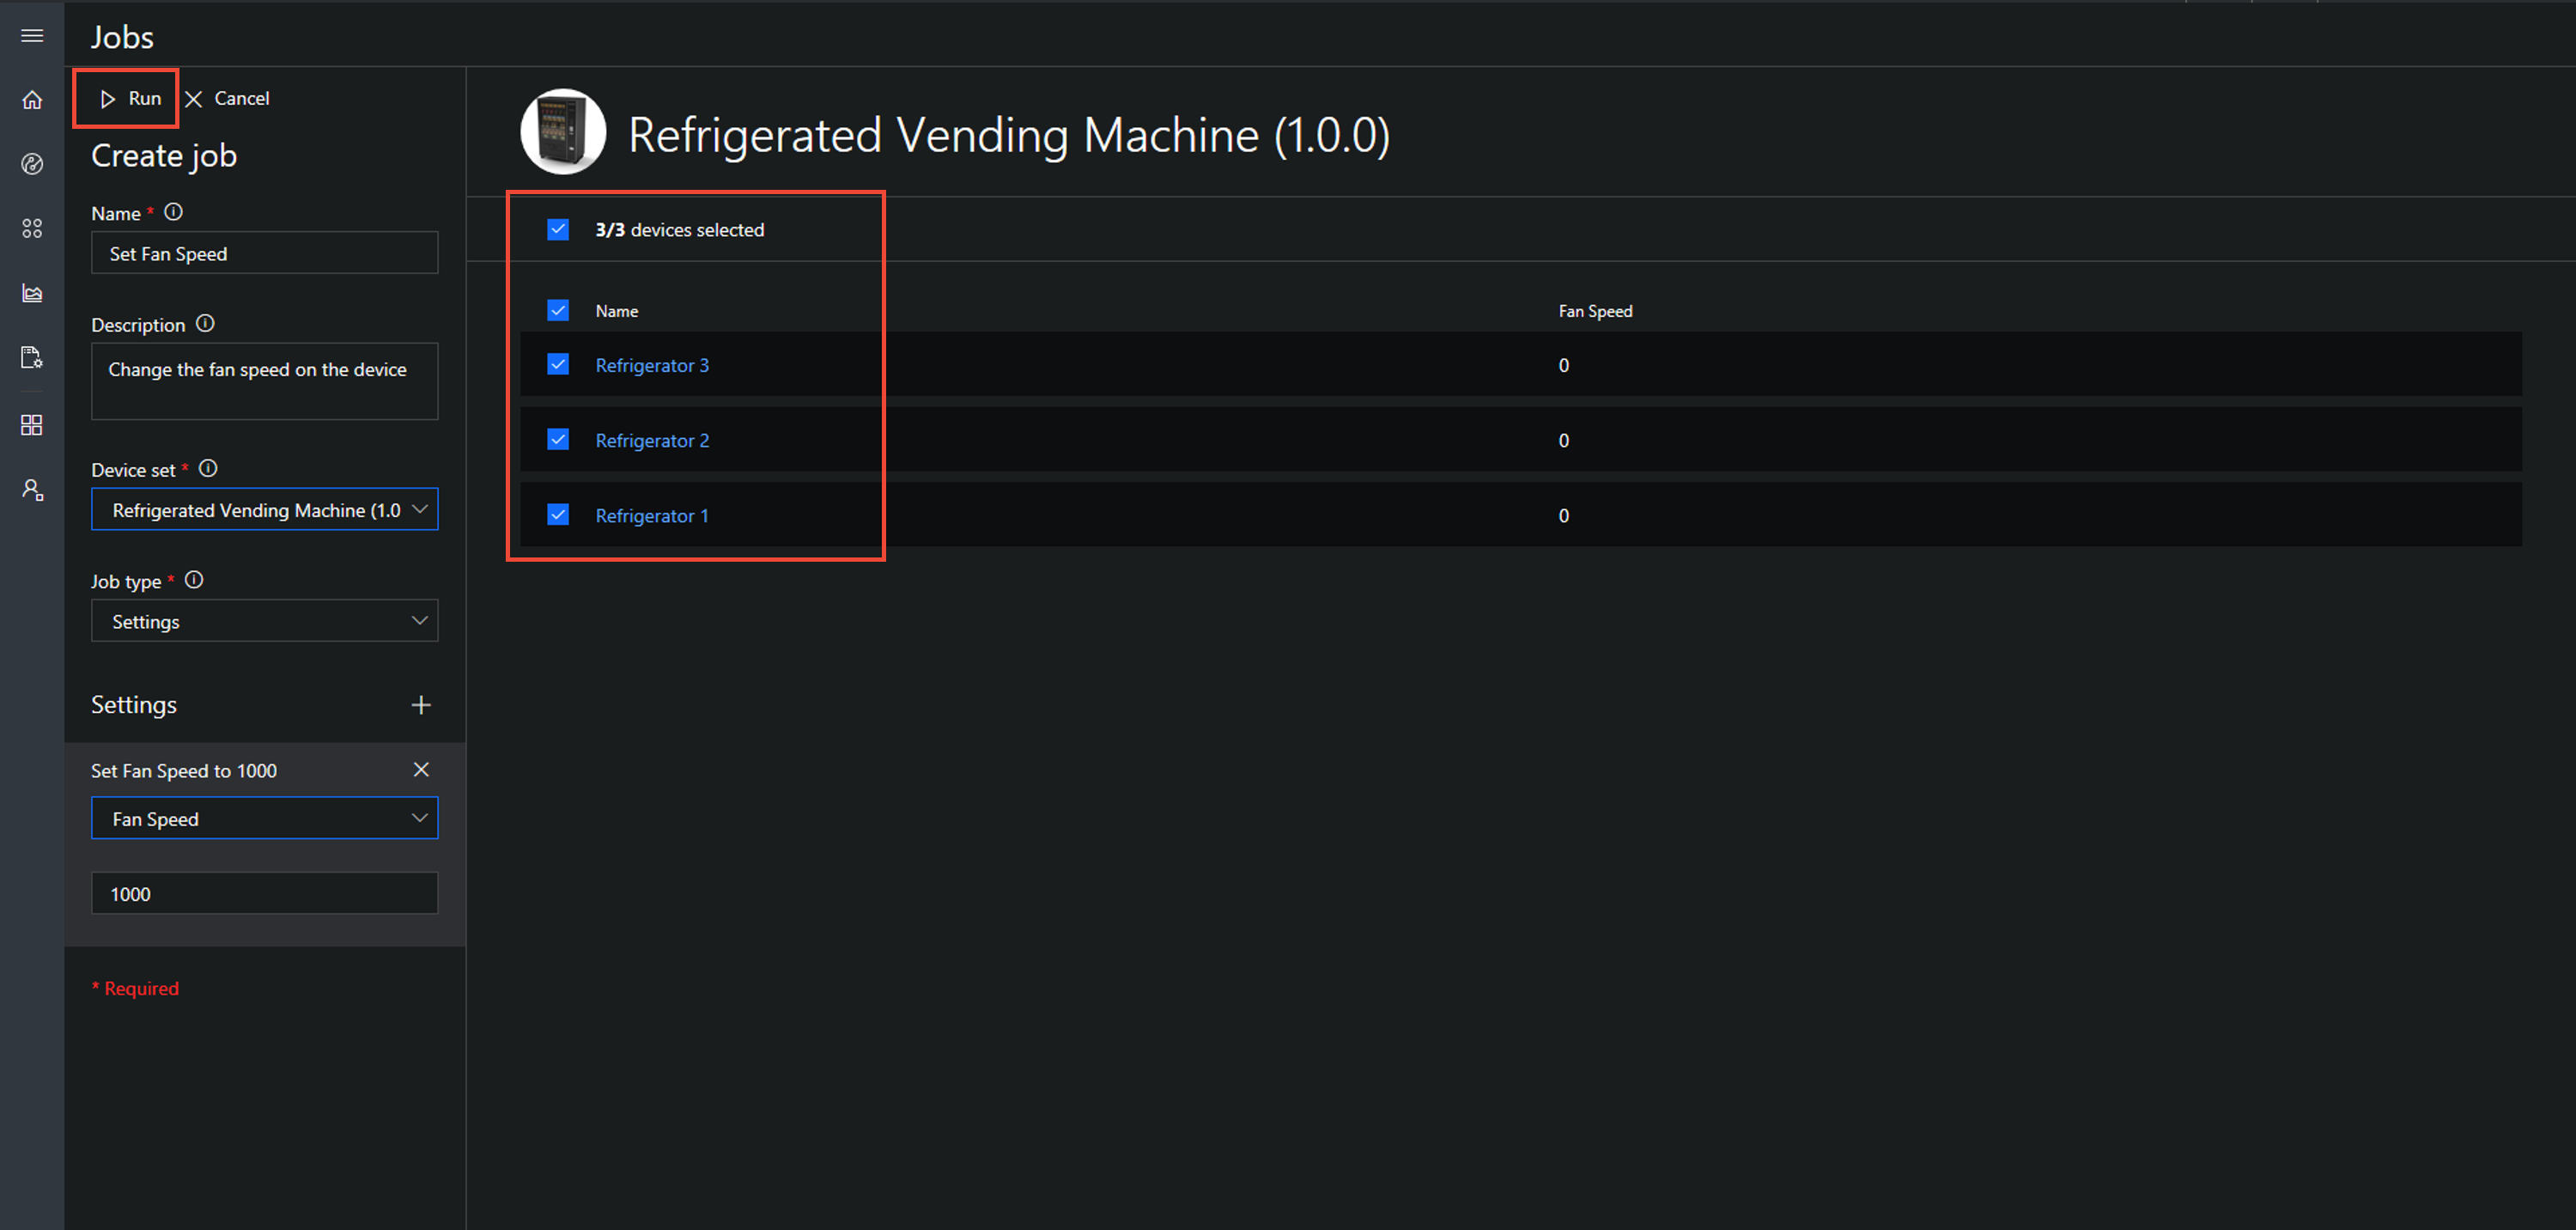 Jobs
Run Cancel
Create job
Name *
Set Fan Speed
Description
Change the fan speed on the device
Device set *
Refrigerated Vending Machine (1.0
Job type *
Settings
Settings
Set Fan Speed to 1000
Fan Speed
1000
* Required
Refrigerated Vending Machine (1.0.0)
3/3 devices selected
Name Fan Speed
Refrigerator 3 0
Refrigerator 2 0
Refrigerator 1 0